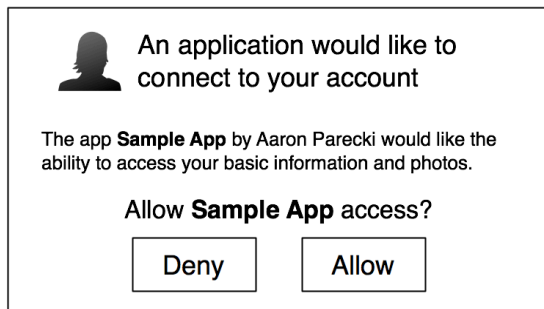 An application would like to
connect to your account
The app Sample App by Aaron Parecki would like the
ability to access your basic information and photos.
Allow Sample App access?
Deny Allow